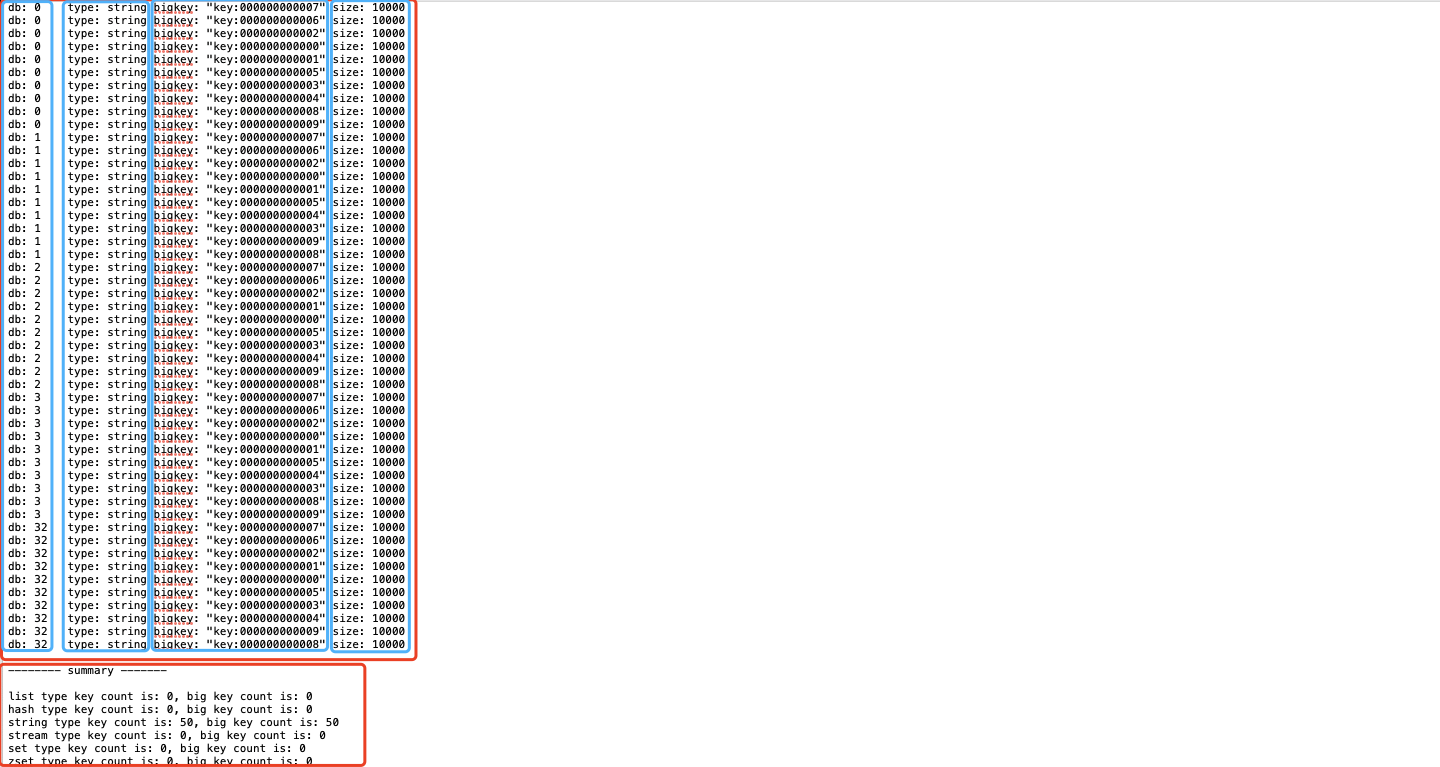 db: 0 type: string bigkey: "key:000000000007" size: 10000
db: 0 type: string bigkey: "key:000000000006" size: 10000
db: 0 type: string bigkey: "key:000000000002" size: 10000
db: 0 type: string bigkey: "key:000000000000" size: 10000
db: 0 type: string bigkey: "key:000000000001" size: 10000
db: 0 type: string bigkey: "key:000000000005" size: 10000
db: 0 type: string bigkey: "key:000000000003" size: 10000
db: 0 type: string bigkey: "key:000000000004" size: 10000
db: 0 type: string bigkey: "key:000000000008" size: 10000
db: 0 type: string bigkey: "key:000000000009" size: 10000
db: 1 type: string bigkey: "key:000000000007" size: 10000
db: 1 type: string bigkey: "key:000000000006" size: 10000
db: 1 type: string bigkey: "key:000000000002" size: 10000
db: 1 type: string bigkey: "key:000000000000" size: 10000
db: 1 type: string bigkey: "key:000000000001" size: 10000
db: 1 type: string bigkey: "key:000000000005" size: 10000
db: 1 type: string bigkey: "key:000000000004" size: 10000
db: 1 type: string bigkey: "key:000000000003" size: 10000
db: 1 type: string bigkey: "key:000000000009" size: 10000
db: 1 type: string bigkey: "key:000000000008" size: 10000
db: 2 type: string bigkey: "key:000000000007" size: 10000
db: 2 type: string bigkey: "key:000000000006" size: 10000
db: 2 type: string bigkey: "key:000000000002" size: 10000
db: 2 type: string bigkey: "key:000000000001" size: 10000
db: 2 type: string bigkey: "key:000000000000" size: 10000
db: 2 type: string bigkey: "key:000000000005" size: 10000
db: 2 type: string bigkey: "key:000000000003" size: 10000
db: 2 type: string bigkey: "key:000000000004" size: 10000
db: 2 type: string bigkey: "key:000000000009" size: 10000
db: 2 type: string bigkey: "key:000000000008" size: 10000
db: 3 type: string bigkey: "key:000000000007" size: 10000
db: 3 type: string bigkey: "key:000000000006" size: 10000
db: 3 type: string bigkey: "key:000000000002" size: 10000
db: 3 type: string bigkey: "key:000000000000" size: 10000
db: 3 type: string bigkey: "key:000000000001" size: 10000
db: 3 type: string bigkey: "key:000000000005" size: 10000
db: 3 type: string bigkey: "key:000000000004" size: 10000
db: 3 type: string bigkey: "key:000000000003" size: 10000
db: 3 type: string bigkey: "key:000000000008" size: 10000
db: 3 type: string bigkey: "key:000000000009" size: 10000
db: 32 type: string bigkey: "key:000000000007" size: 10000
db: 32 type: string bigkey: "key:000000000006" size: 10000
db: 32 type: string bigkey: "key:000000000002" size: 10000
db: 32 type: string bigkey: "key:000000000001" size: 10000
db: 32 type: string bigkey: "key:000000000000" size: 10000
db: 32 type: string bigkey: "key:000000000005" size: 10000
db: 32 type: string bigkey: "key:000000000003" size: 10000
db: 32 type: string bigkey: "key:000000000004" size: 10000
db: 32 type: string bigkey: "key:000000000009" size: 10000
db: 32 type: string bigkey: "key:000000000008" size: 10000
-------- summary -------
list type key count is: 0, big key count is: 0
hash type key count is: 0, big key count is: 0
string type key count is: 50, big key count is: 50
stream type key count is: 0, big key count is: 0
set type key count is: 0, big key count is: 0
zset type key count is: 0, big key count is: 0